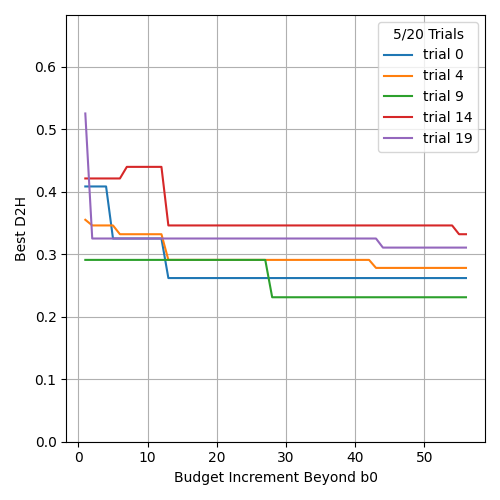 5/20 Trials
trial 0
trial 4
trial 9
trial 14
trial 19
Best D2H
0.6
0.5
0.4
0.3
0.2
0.1
0.0
0 10 20 30 40 50
Budget Increment Beyond b0